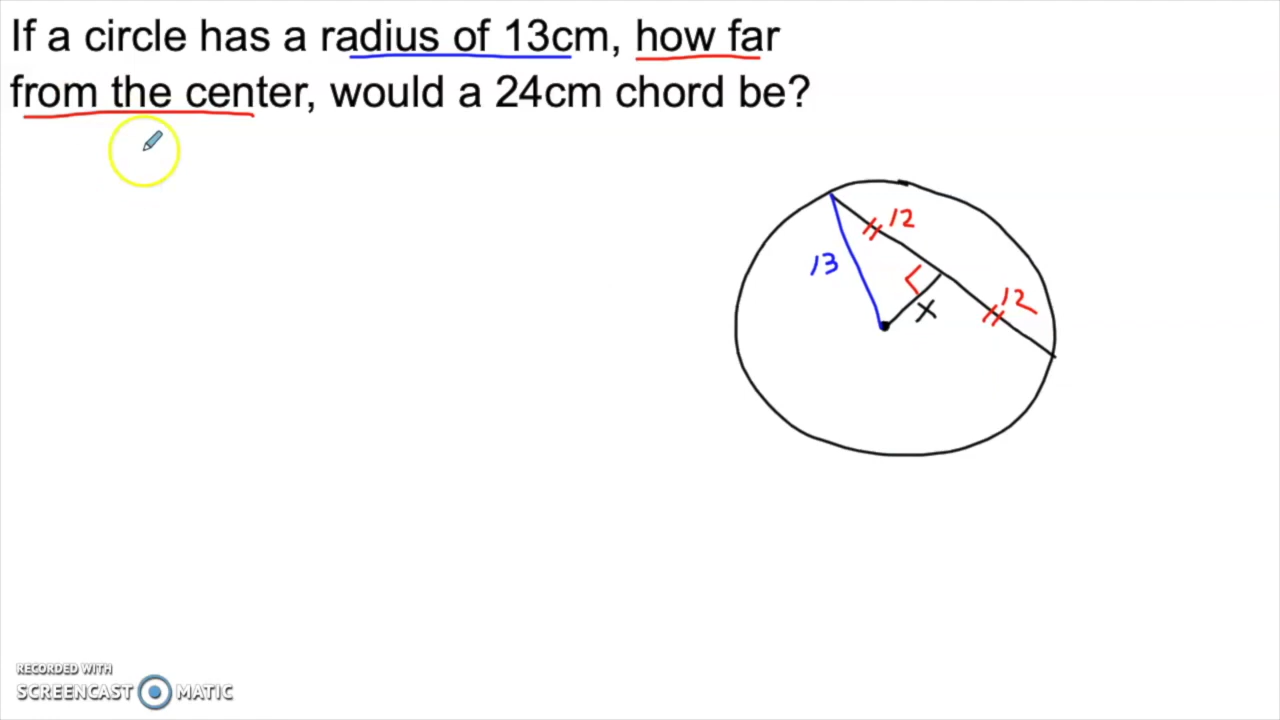 If a circle has a radius of 13cm, how far
from the center, would a 24cm chord be?
12
13
12
x
RECORDED WITH
SCREENCAST MATIC